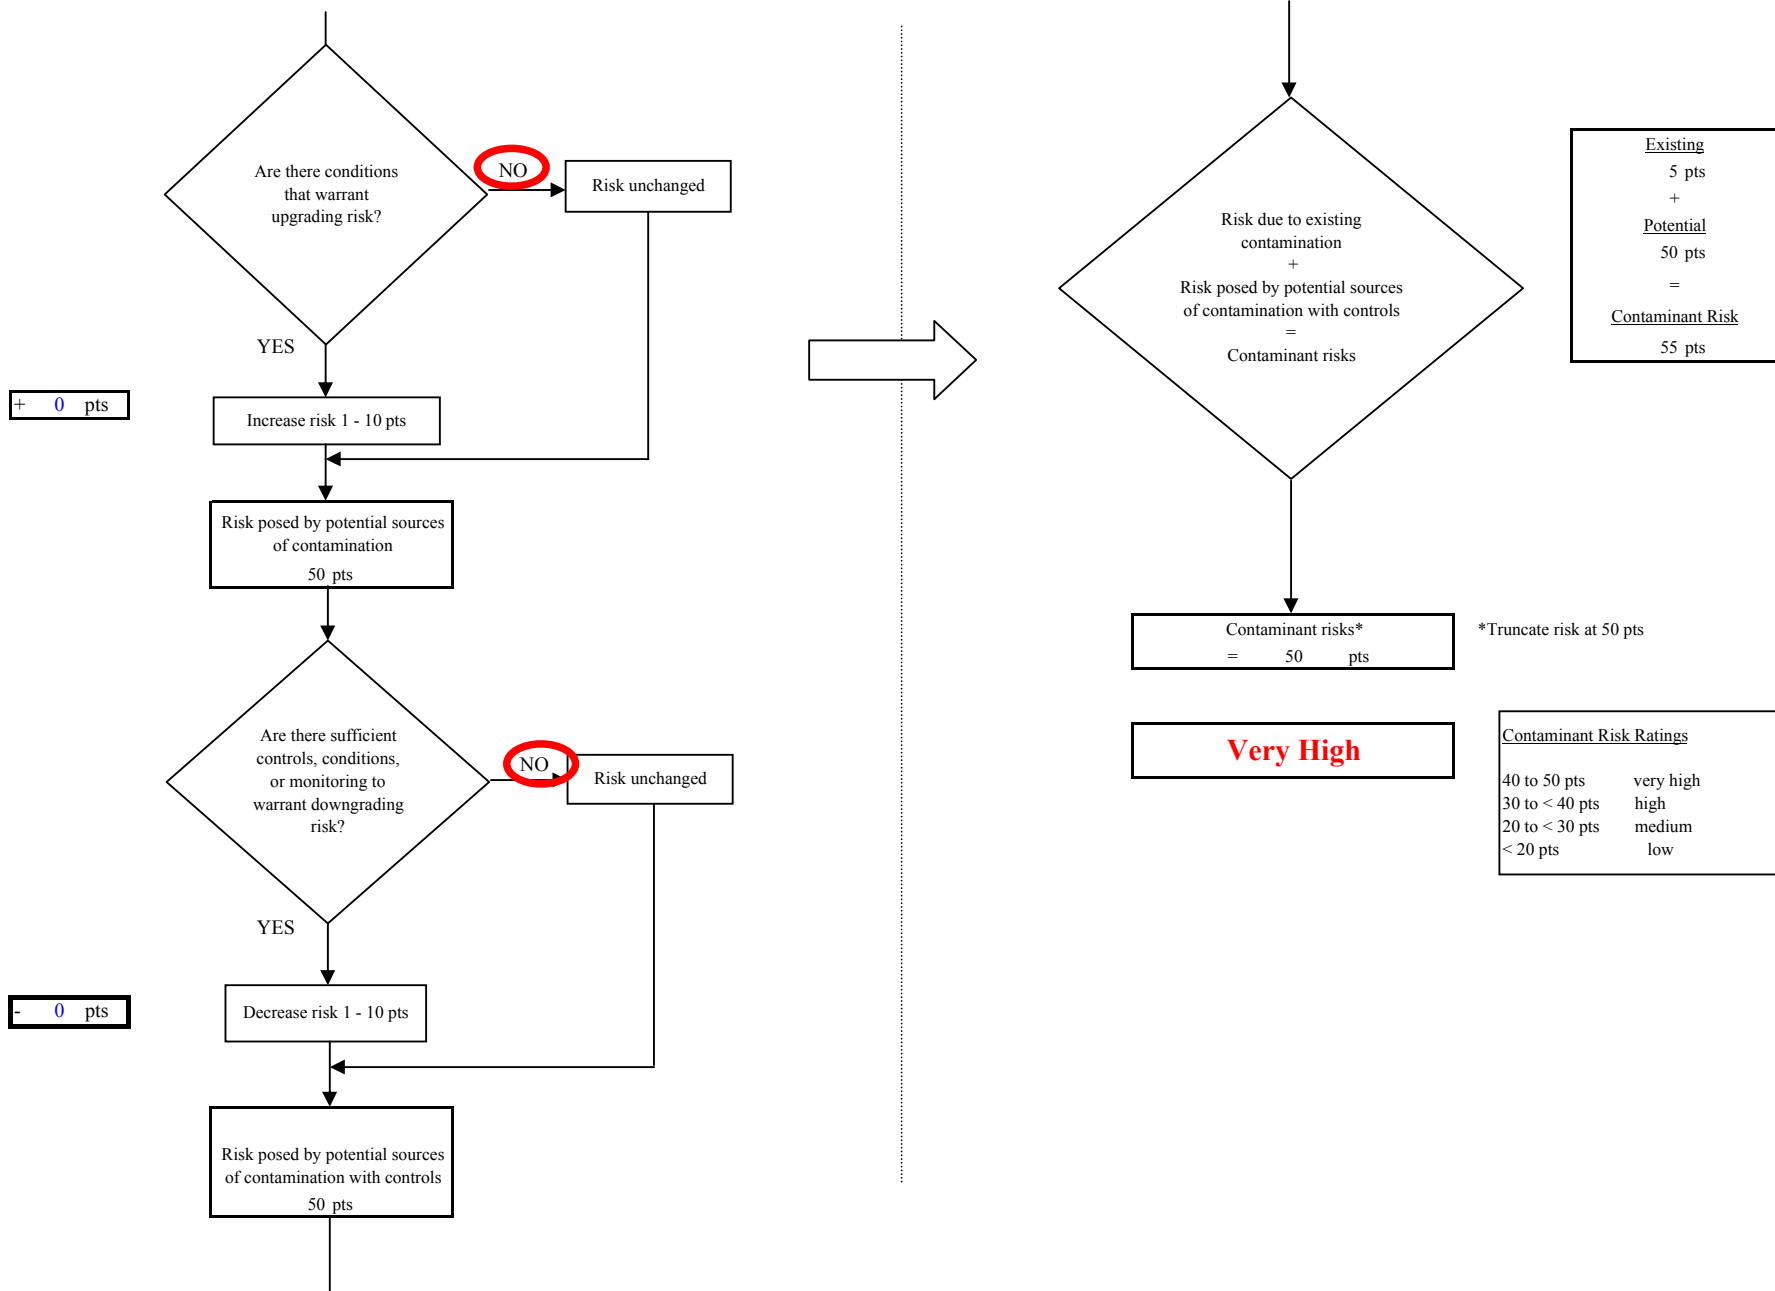 Are there conditions
that warrant
upgrading risk?
NO
Risk unchanged
YES
+ 0 pts
Increase risk 1 - 10 pts
Risk posed by potential sources
of contamination
50 pts
Are there sufficient
controls, conditions,
or monitoring to
warrant downgrading
risk?
NO
Risk unchanged
YES
- 0 pts
Decrease risk 1 - 10 pts
Risk posed by potential sources
of contamination with controls
50 pts
Risk due to existing
contamination
+
Risk posed by potential sources
of contamination with controls
=
Contaminant risks
Existing
5 pts
+
Potential
50 pts
=
Contaminant Risk
55 pts
Contaminant risks*
= 50 pts
*Truncate risk at 50 pts
Very High
Contaminant Risk Ratings
40 to 50 pts very high
30 to < 40 pts high
20 to < 30 pts medium
< 20 pts low